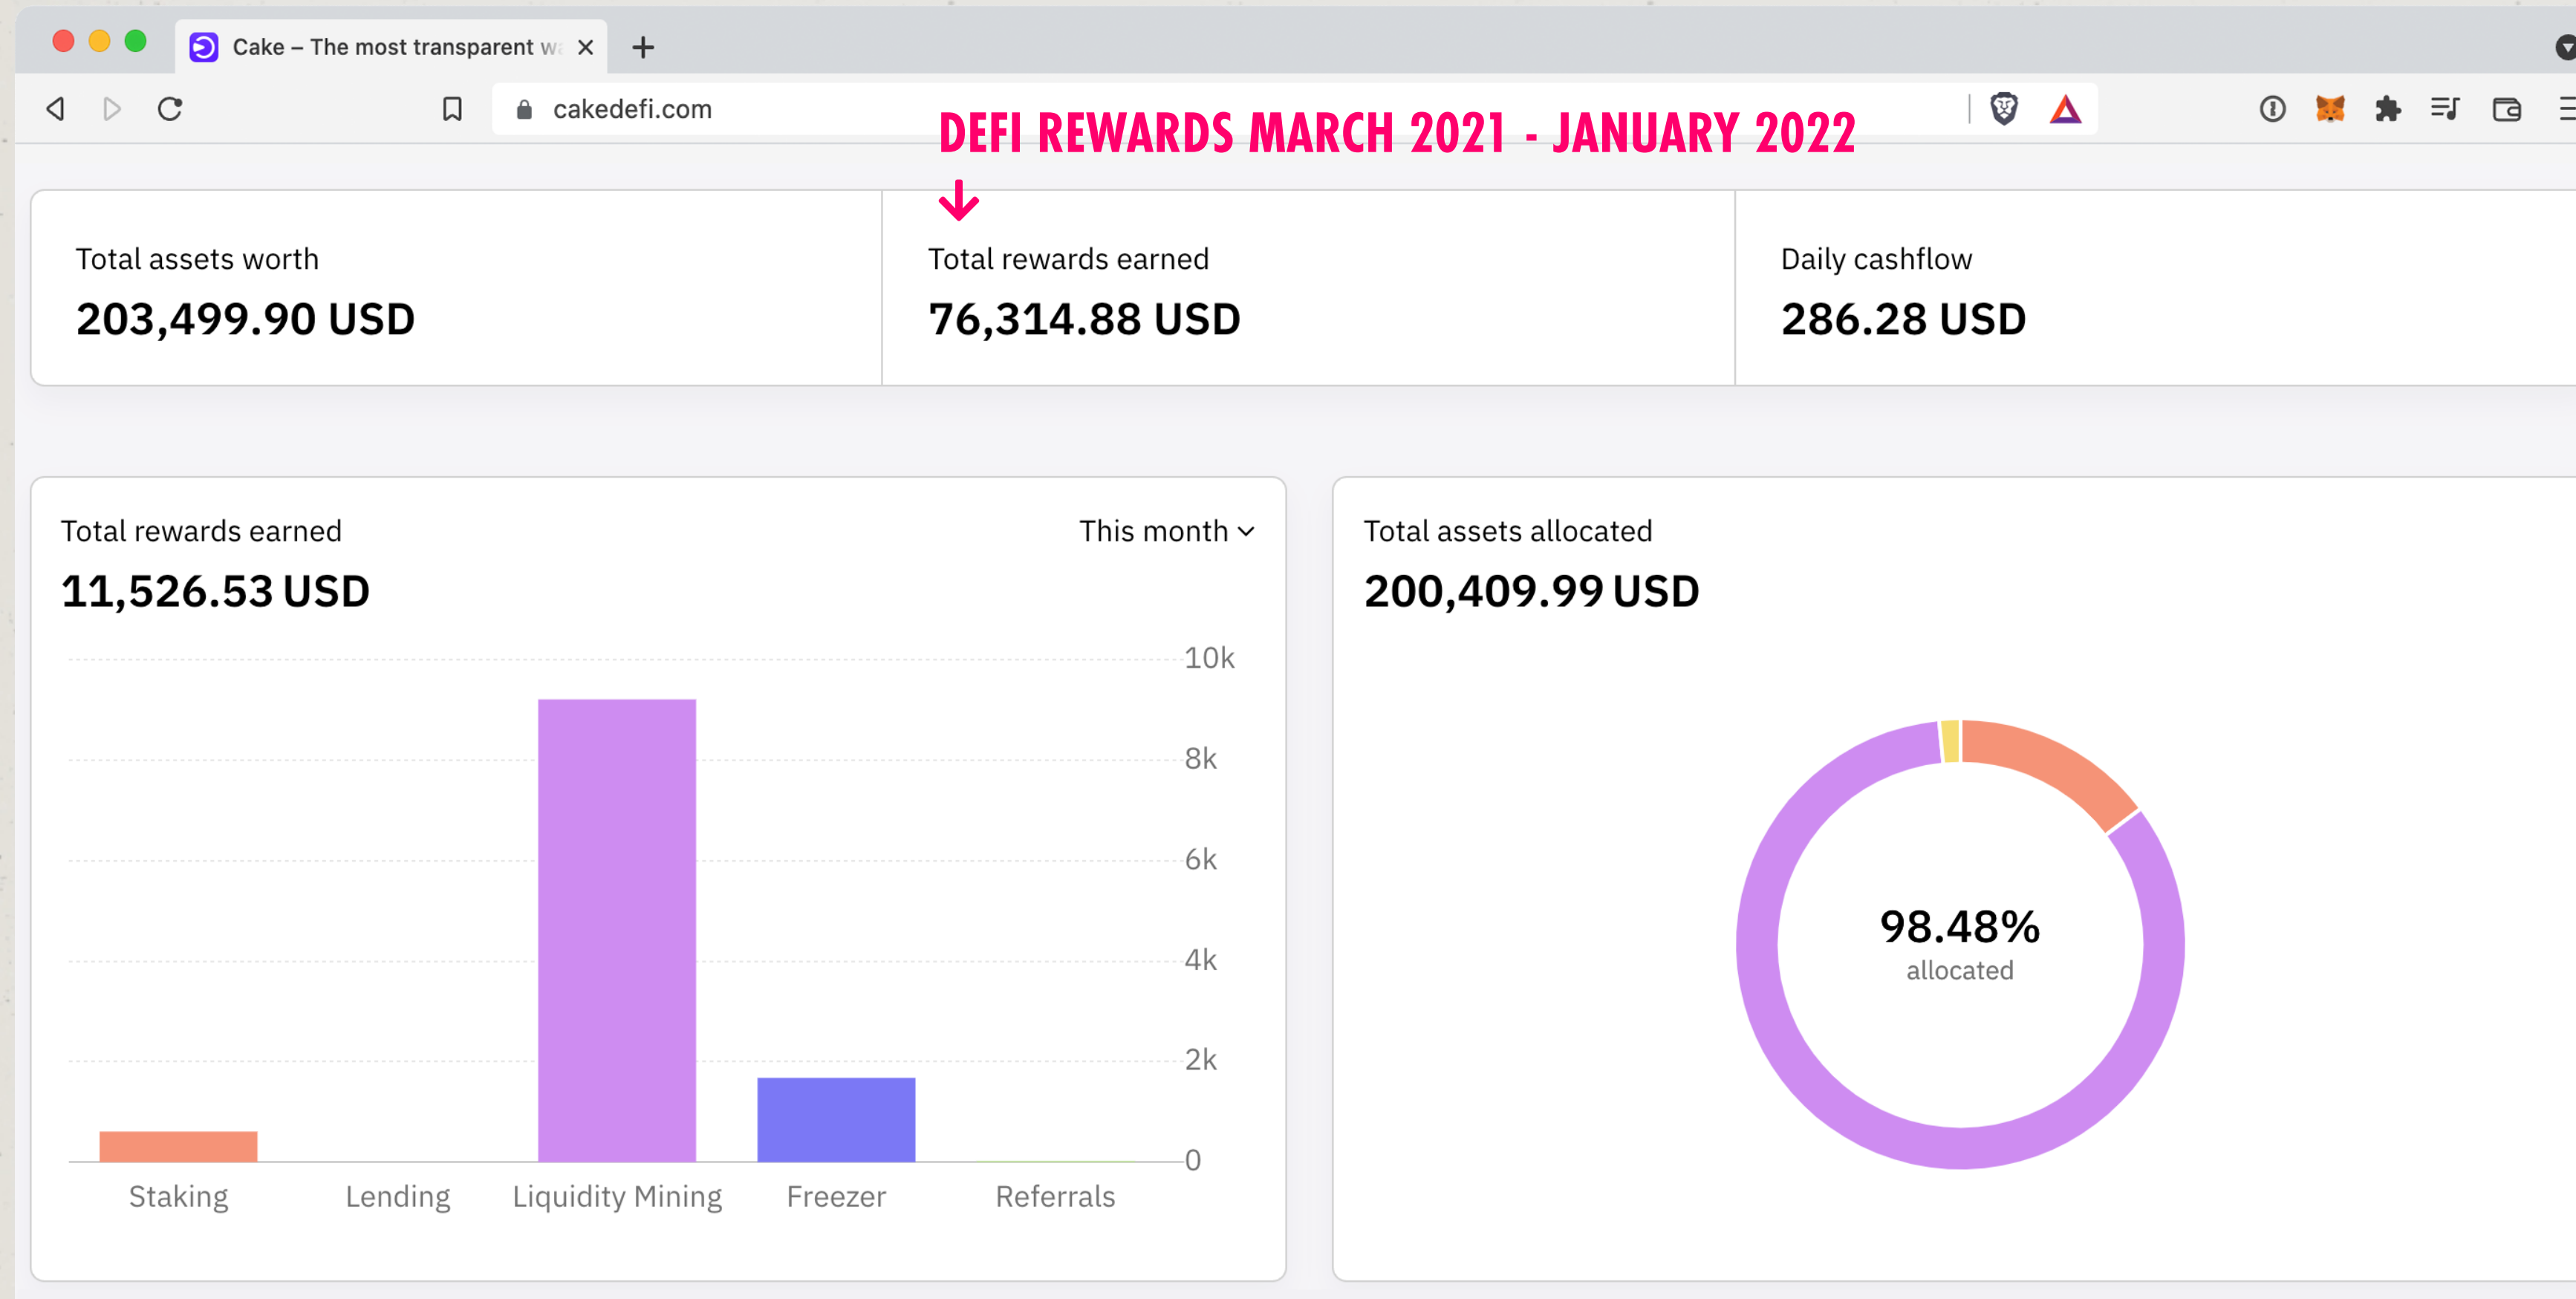 Cake – The most transparent wa
cakedefi.com
DEFI REWARDS MARCH 2021 - JANUARY 2022
Total assets worth
203,499.90 USD
Total rewards earned
76,314.88 USD
Daily cashflow
286.28 USD
Total rewards earned
This month
11,526.53 USD
10k
8k
6k
4k
2k
0
Staking
Lending
Liquidity Mining
Freezer
Referrals
Total assets allocated
200,409.99 USD
98.48%
allocated